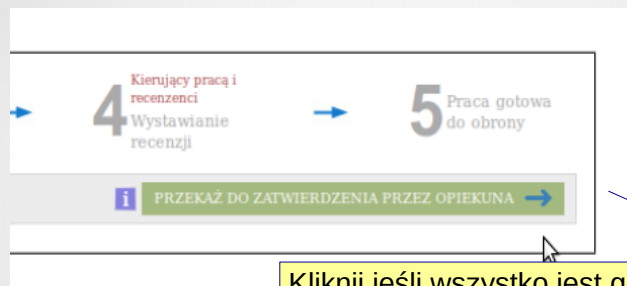 4
Kierujący pracą i
recenzenci
Wystawianie
recenzji
5
Praca gotowa
do obrony
i
PRZEKAŻ DO ZATWIERDZENIA PRZEZ OPIEKUNA
Kliknij jeśli wszystko jest